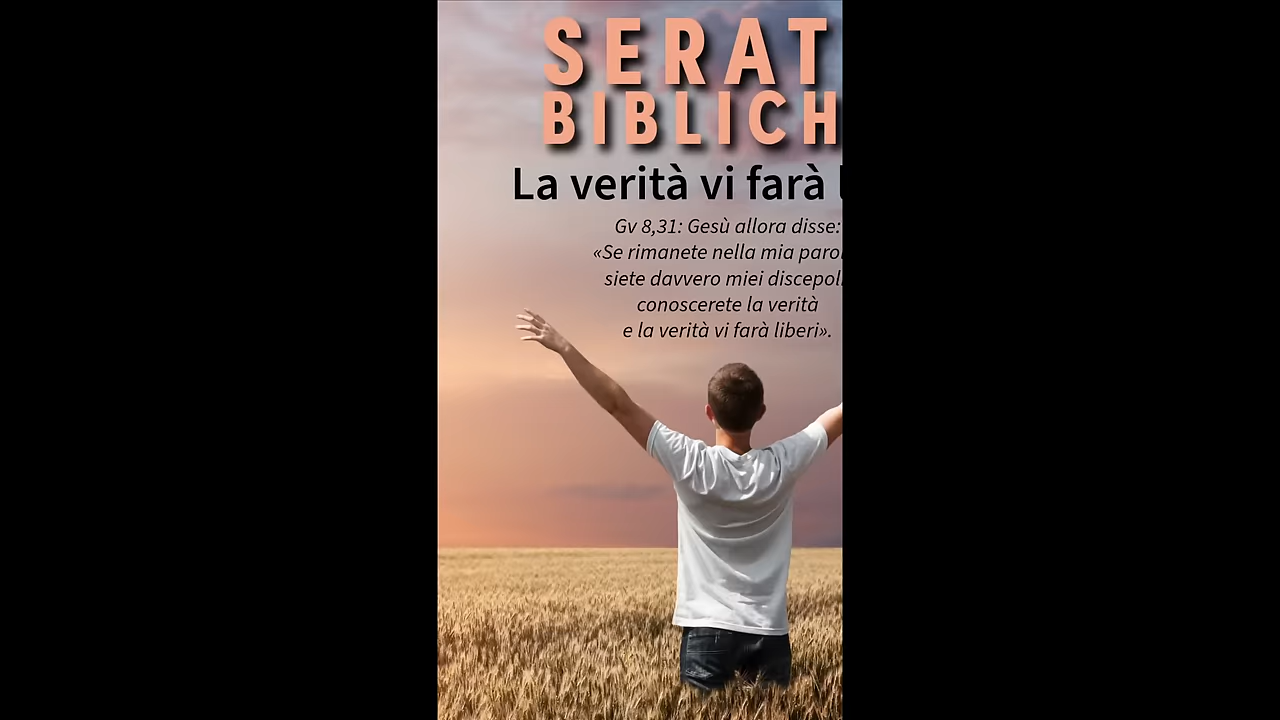 SERAT
BIBLICH
La verità vi farà
Gv 8,31: Gesù allora disse:
«Se rimanete nella mia paro
siete davvero miei discepol
conoscerete la verità
e la verità vi farà liberi».